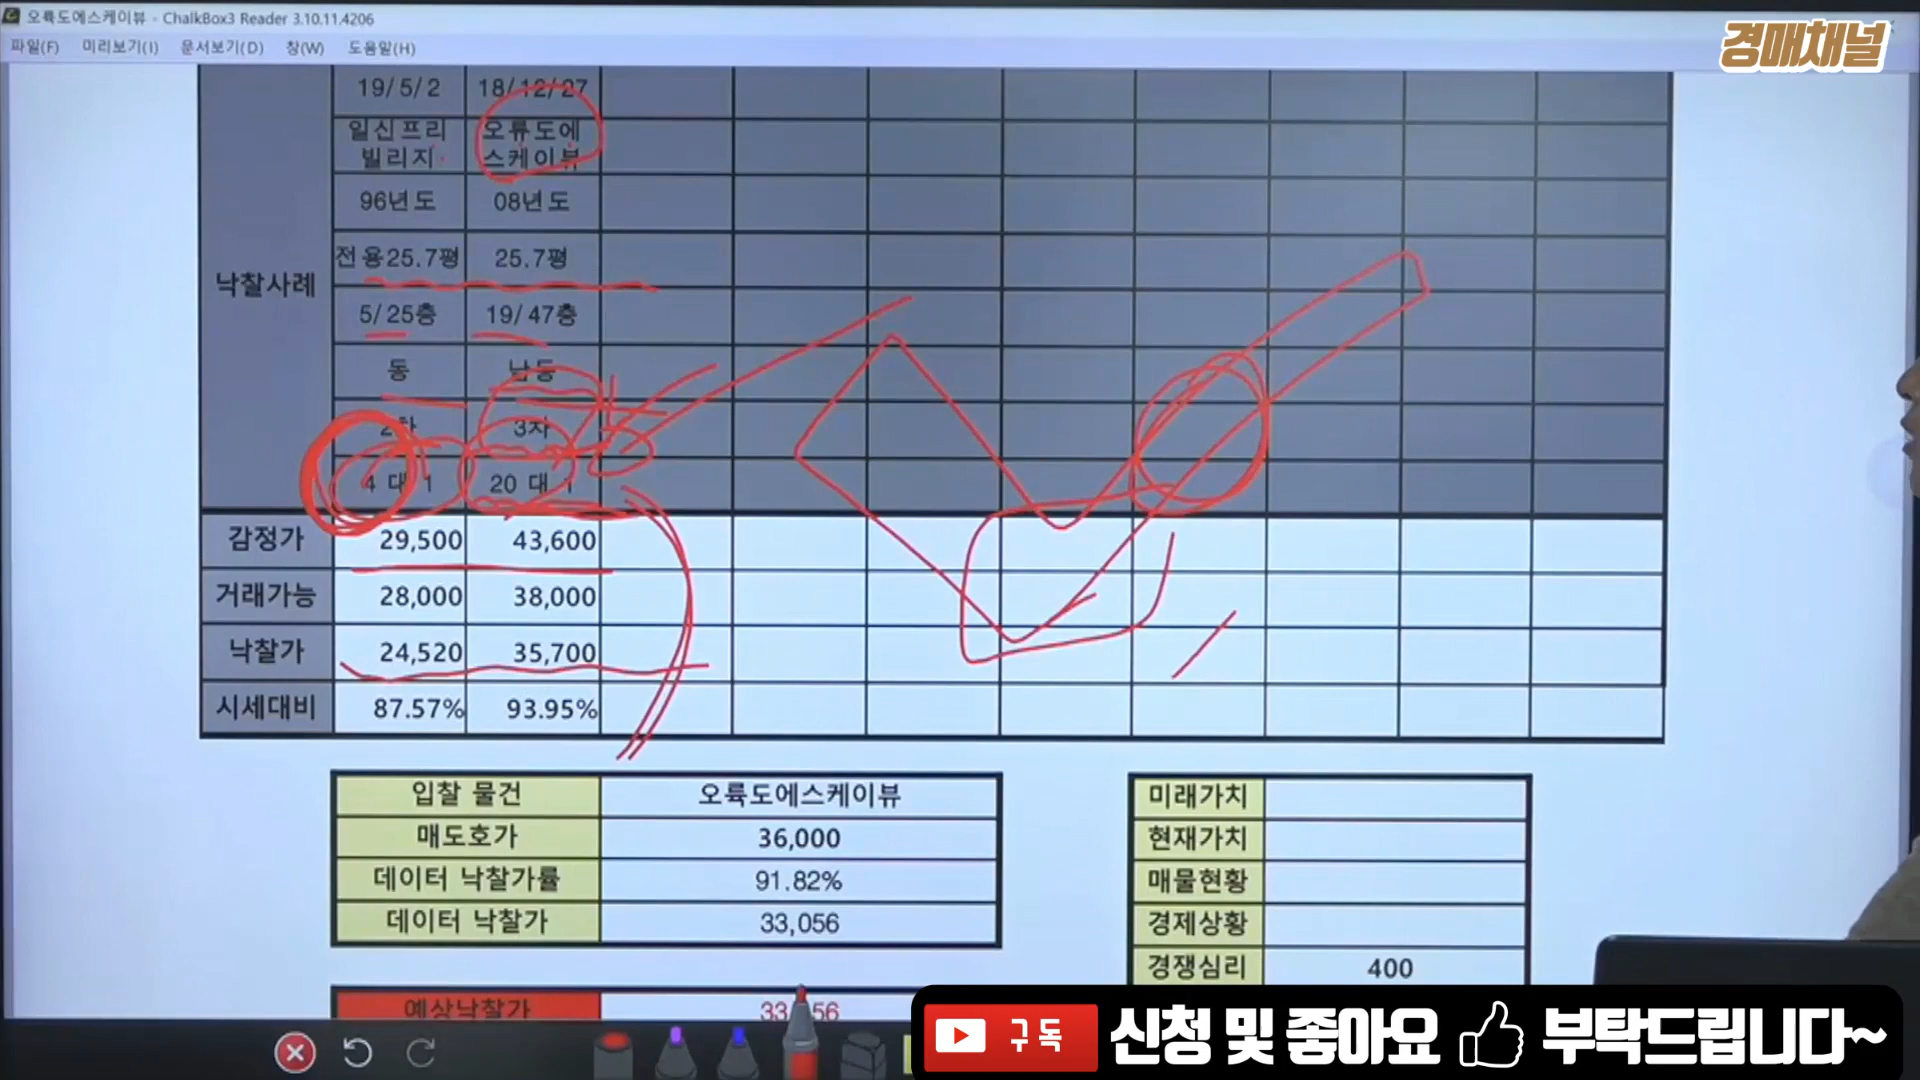 오륙도에스케이뷰 - ChalkBox3 Reader 3.10.11.4206
파일(F) 미리보기(I) 문서보기(D) 창(W) 도움말(H)
경매채널
19/5/2 18/12/27
일신프리빌리지 오류도에스케이뷰
96년도 08년도
전용25.7평 25.7평
낙찰사례
5/25층 19/47층
동 남동
2차 3차
4 대 1 20 대 1
감정가 29,500 43,600
거래가능 28,000 38,000
낙찰가 24,520 35,700
시세대비 87.57% 93.95%
입찰 물건 오륙도에스케이뷰
매도호가 36,000
데이터 낙찰가률 91.82%
데이터 낙찰가 33,056
미래가치
현재가치
매물현황
경제상황
경쟁심리 400
예상낙찰가
구독 신청 및 좋아요 부탁드립니다~